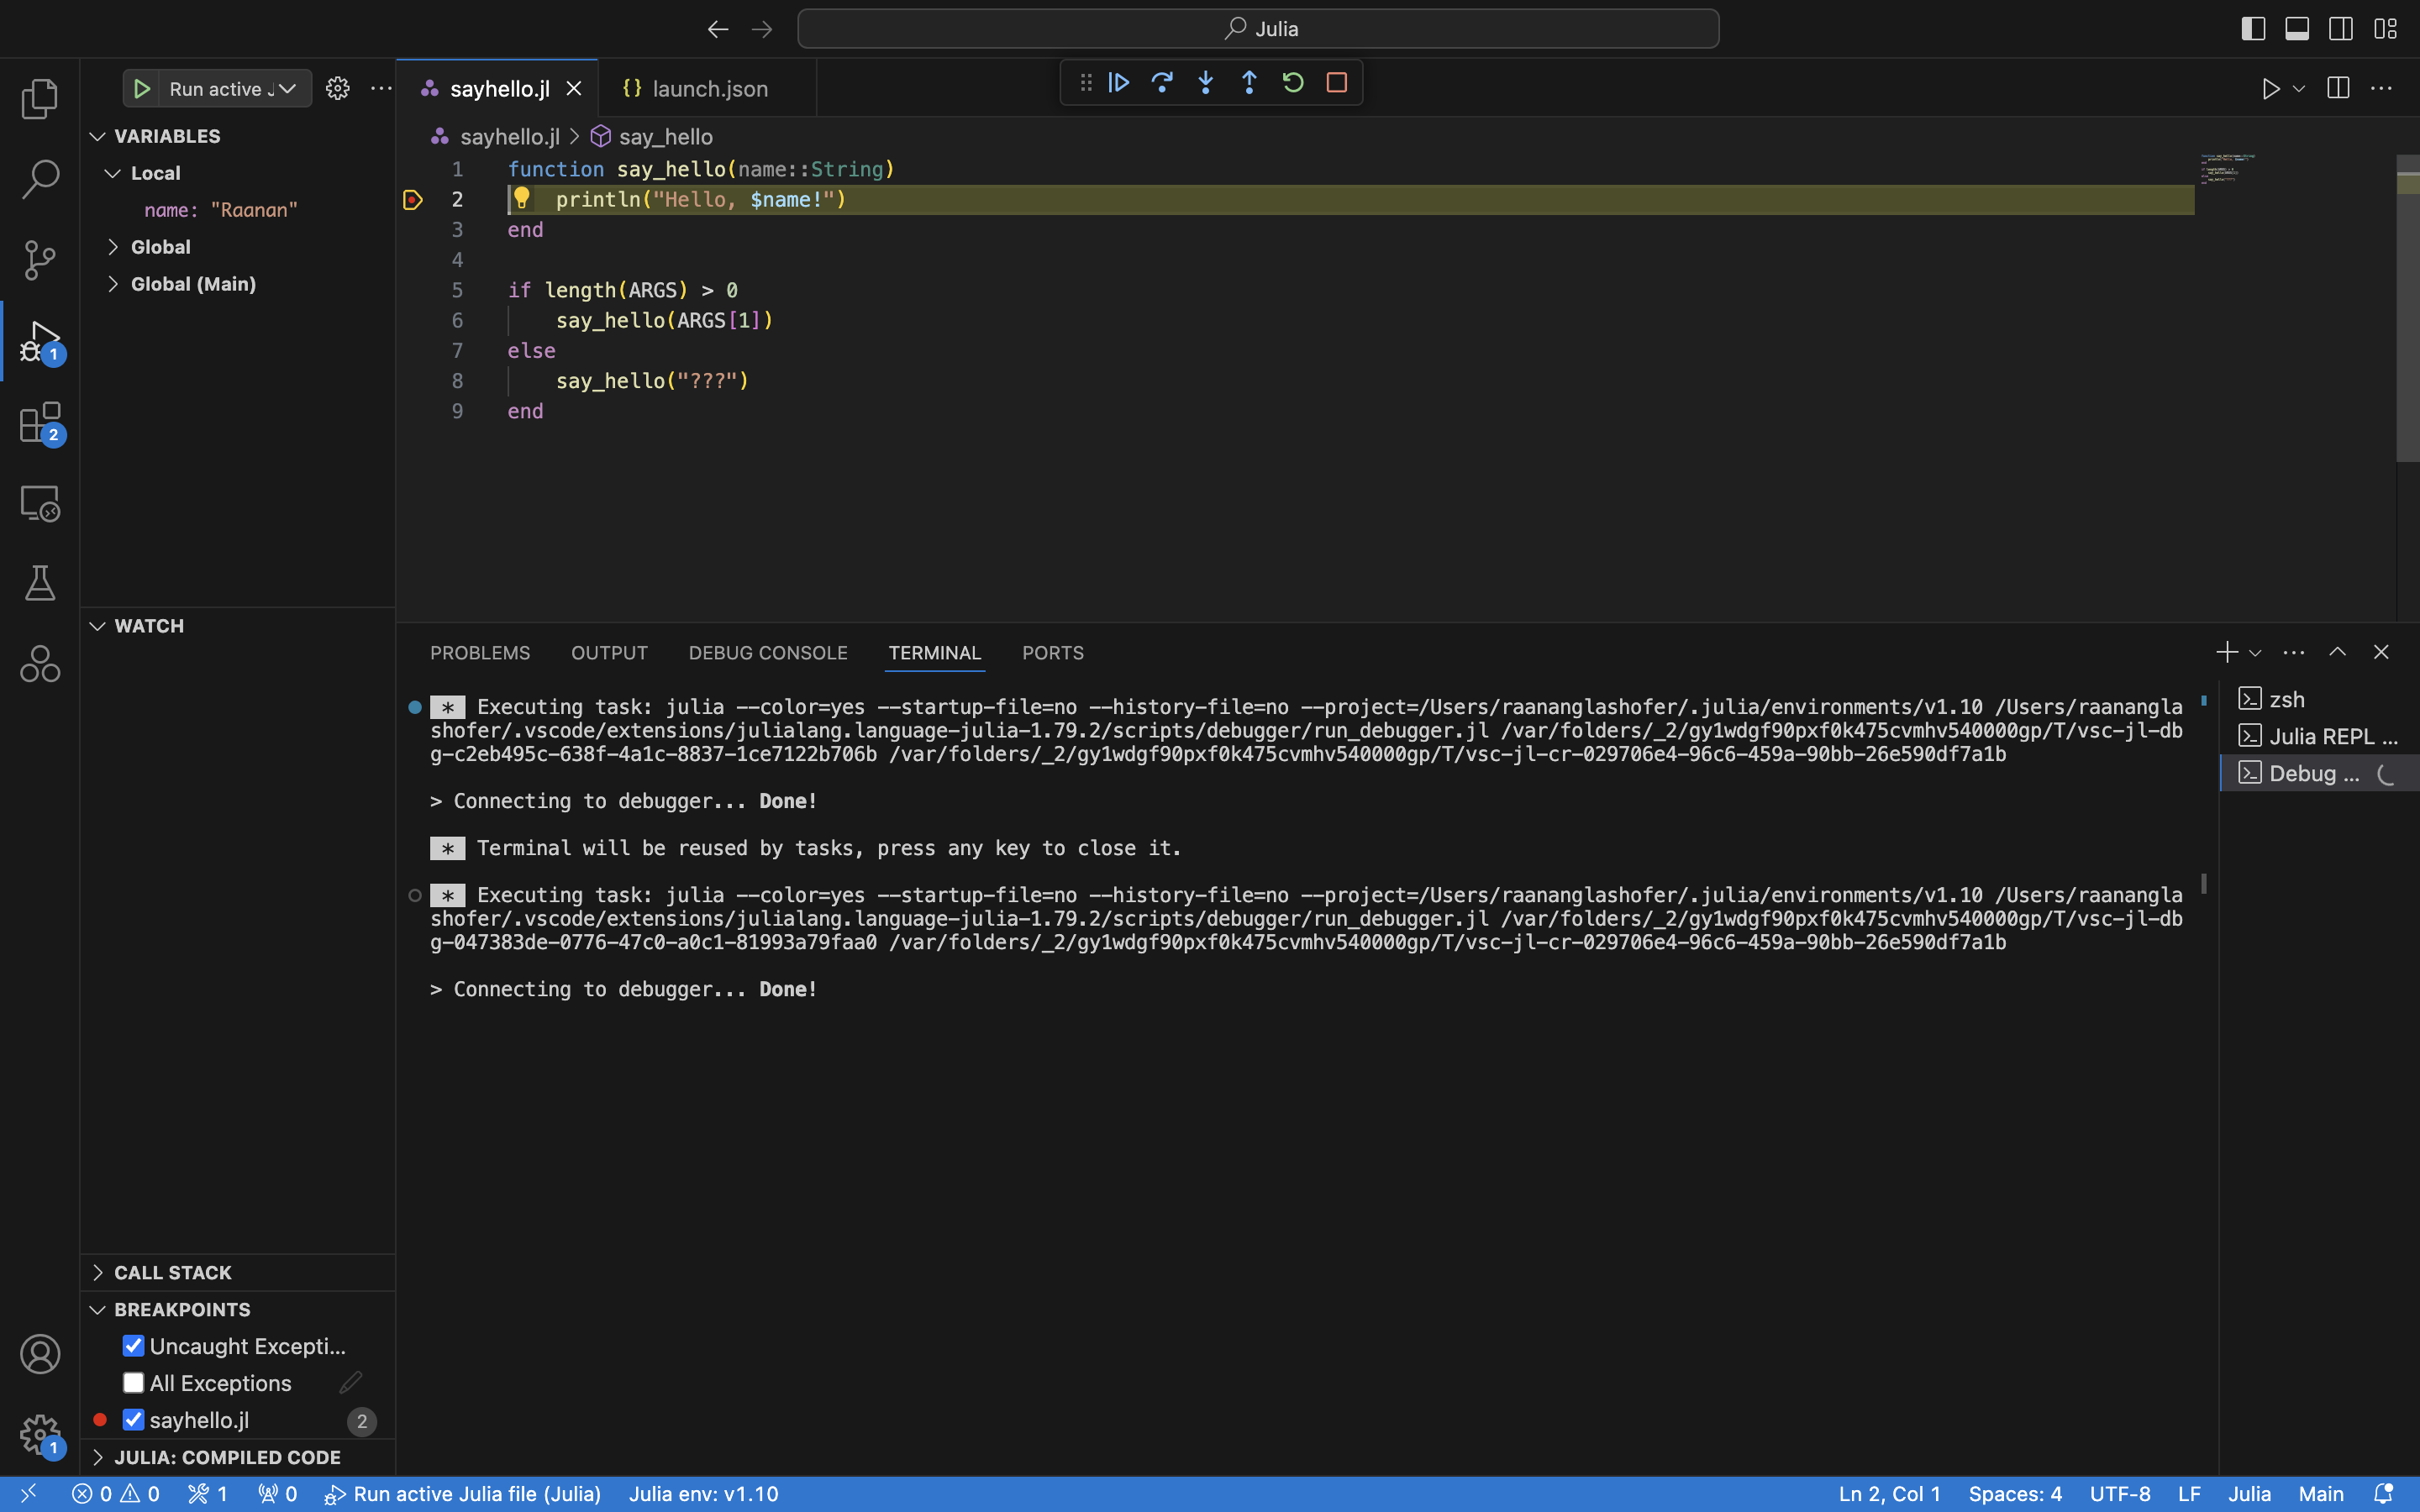 Julia
Run active J
sayhello.jl
{} launch.json
VARIABLES
Local
name: "Raanan"
Global
Global (Main)
sayhello.jl > say_hello
1 function say_hello(name::String)
2 println("Hello, $name!")
3 end
4
5 if length(ARGS) > 0
6 say_hello(ARGS[1])
7 else
8 say_hello("???")
9 end
1
2
WATCH
PROBLEMS OUTPUT DEBUG CONSOLE TERMINAL PORTS
* Executing task: julia --color=yes --startup-file=no --history-file=no --project=/Users/raananglashofer/.julia/environments/v1.10 /Users/raanangla
shofer/.vscode/extensions/julialang.language-julia-1.79.2/scripts/debugger/run_debugger.jl /var/folders/_2/gy1wdgf90pxf0k475cvmhv540000gp/T/vsc-jl-db
g-c2eb495c-638f-4a1c-8837-1ce7122b706b /var/folders/_2/gy1wdgf90pxf0k475cvmhv540000gp/T/vsc-jl-cr-029706e4-96c6-459a-90bb-26e590df7a1b
> Connecting to debugger... Done!
* Terminal will be reused by tasks, press any key to close it.
* Executing task: julia --color=yes --startup-file=no --history-file=no --project=/Users/raananglashofer/.julia/environments/v1.10 /Users/raanangla
shofer/.vscode/extensions/julialang.language-julia-1.79.2/scripts/debugger/run_debugger.jl /var/folders/_2/gy1wdgf90pxf0k475cvmhv540000gp/T/vsc-jl-db
g-047383de-0776-47c0-a0c1-81993a79faa0 /var/folders/_2/gy1wdgf90pxf0k475cvmhv540000gp/T/vsc-jl-cr-029706e4-96c6-459a-90bb-26e590df7a1b
> Connecting to debugger... Done!
zsh
Julia REPL ...
Debug ...
CALL STACK
BREAKPOINTS
Uncaught Excepti...
All Exceptions
sayhello.jl 2
JULIA: COMPILED CODE
1
0 0 1 0 Run active Julia file (Julia) Julia env: v1.10 Ln 2, Col 1 Spaces: 4 UTF-8 LF Julia Main